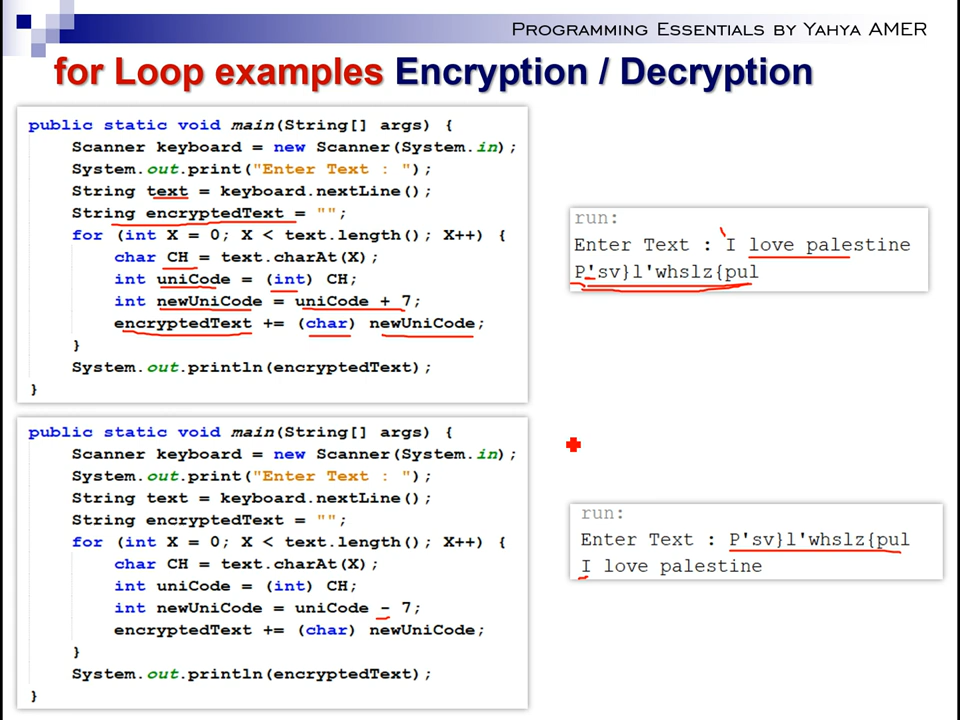 Programming Essentials by Yahya AMER
for Loop examples Encryption / Decryption
public static void main(String[] args) {
Scanner keyboard = new Scanner(System.in);
System.out.print("Enter Text : ");
String text = keyboard.nextLine();
String encryptedText = "";
for (int X = 0; X < text.length(); X++) {
char CH = text.charAt(X);
int uniCode = (int) CH;
int newUniCode = uniCode + 7;
encryptedText += (char) newUniCode;
}
System.out.println(encryptedText);
}
run:
Enter Text : I love palestine
P'sv}l'whslz{pul
public static void main(String[] args) {
Scanner keyboard = new Scanner(System.in);
System.out.print("Enter Text : ");
String text = keyboard.nextLine();
String encryptedText = "";
for (int X = 0; X < text.length(); X++) {
char CH = text.charAt(X);
int uniCode = (int) CH;
int newUniCode = uniCode - 7;
encryptedText += (char) newUniCode;
}
System.out.println(encryptedText);
}
run:
Enter Text : P'sv}l'whslz{pul
I love palestine